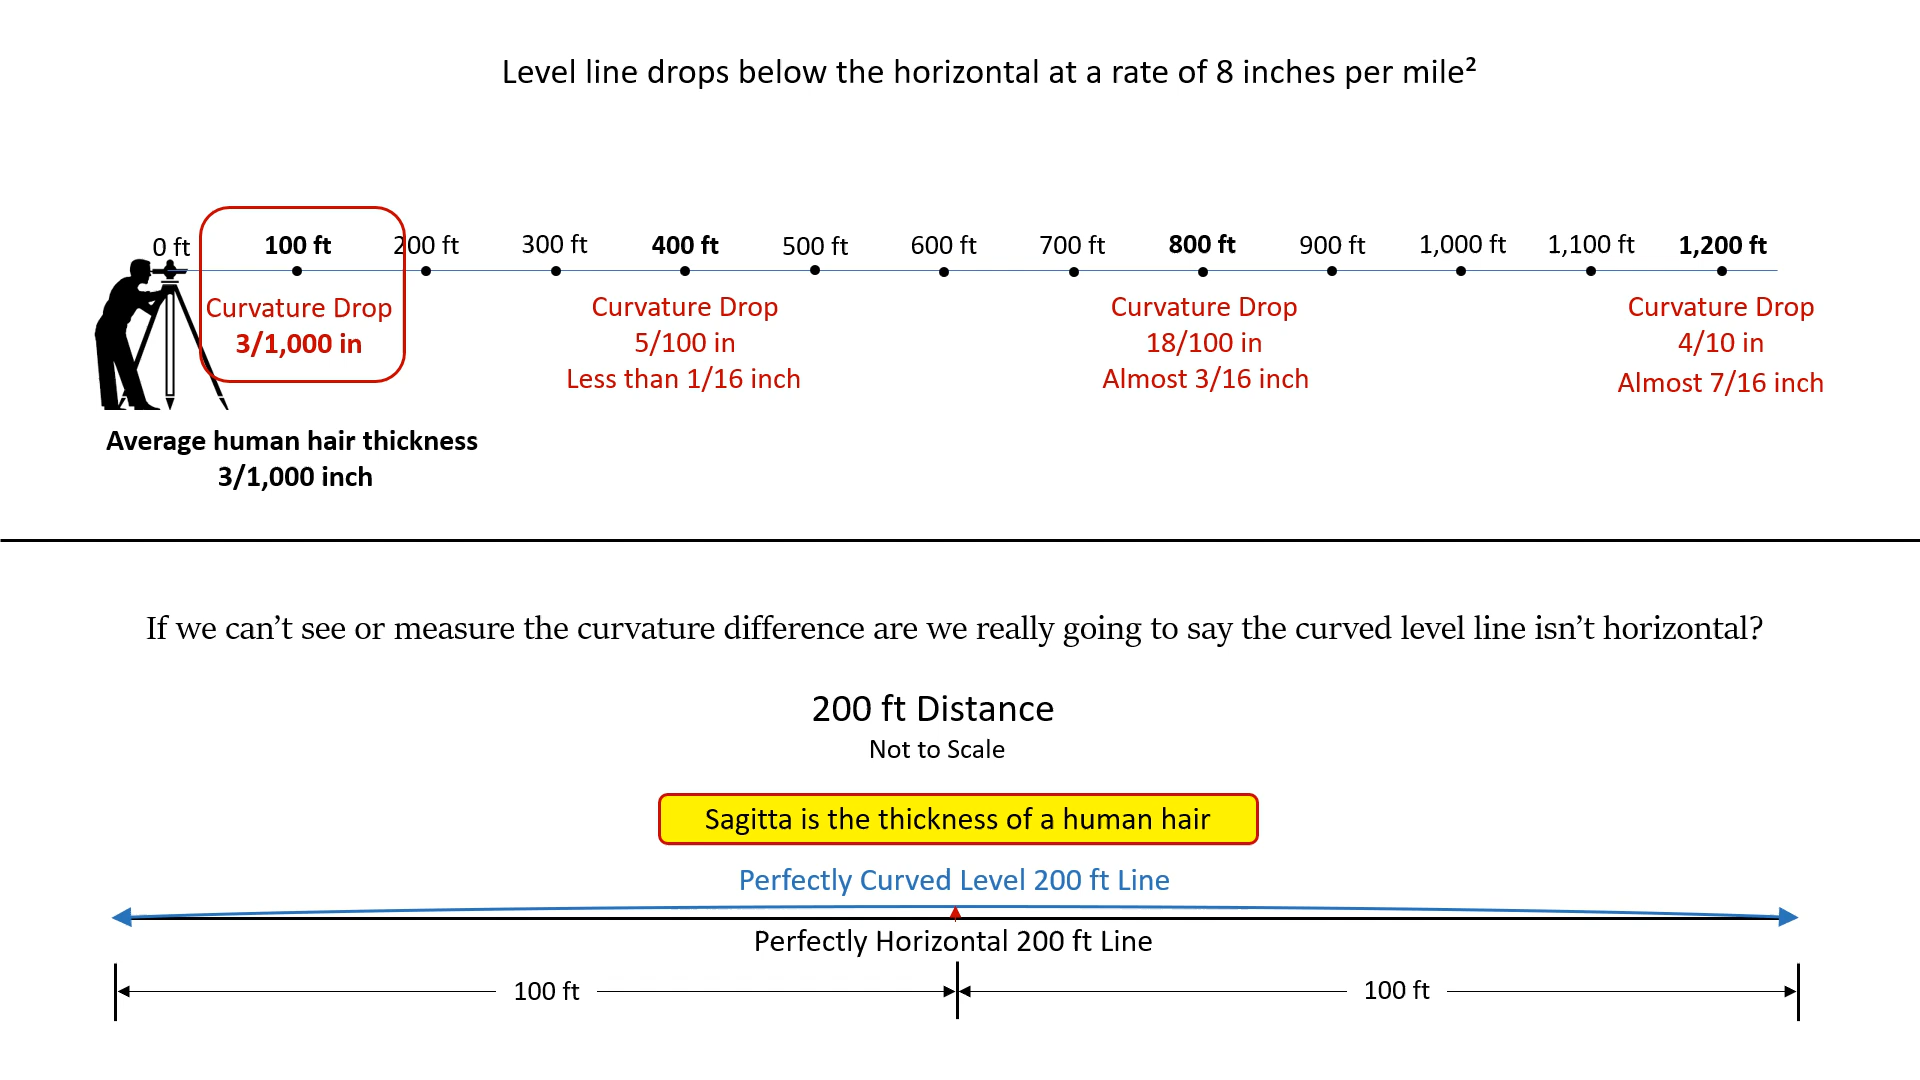 Level line drops below the horizontal at a rate of 8 inches per mile²
0 ft 100 ft 200 ft 300 ft 400 ft 500 ft 600 ft 700 ft 800 ft 900 ft 1,000 ft 1,100 ft 1,200 ft
Curvature Drop
3/1,000 in
Curvature Drop
5/100 in
Less than 1/16 inch
Curvature Drop
18/100 in
Almost 3/16 inch
Curvature Drop
4/10 in
Almost 7/16 inch
Average human hair thickness
3/1,000 inch
If we can’t see or measure the curvature difference are we really going to say the curved level line isn’t horizontal?
200 ft Distance
Not to Scale
Sagitta is the thickness of a human hair
Perfectly Curved Level 200 ft Line
Perfectly Horizontal 200 ft Line
100 ft 100 ft